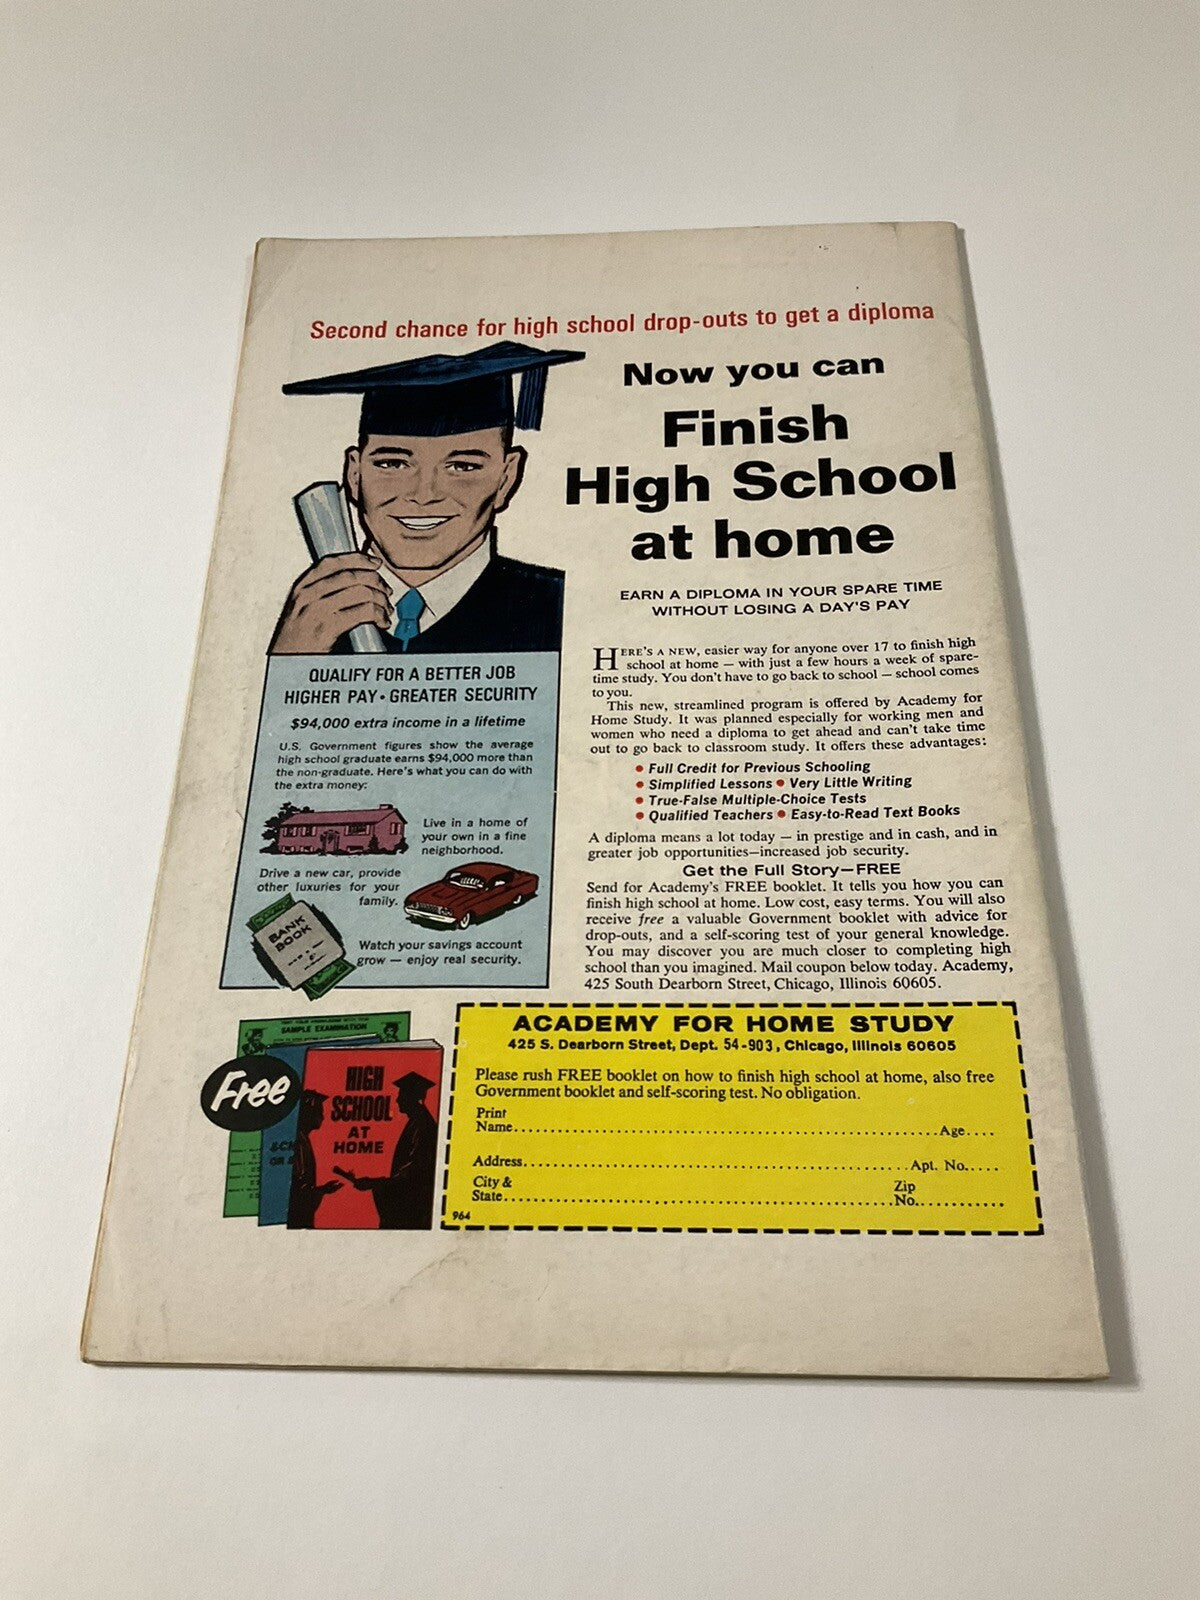 Second chance for high school drop-outs to get a diploma
Now you can
Finish
High School
at home
EARN A DIPLOMA IN YOUR SPARE TIME
WITHOUT LOSING A DAY'S PAY
QUALIFY FOR A BETTER JOB
HIGHER PAY • GREATER SECURITY
$94,000 extra income in a lifetime
U.S. Government figures show the average
high school graduate earns $94,000 more than
the non-graduate. Here's what you can do with
the extra money:
Live in a home of
your own in a fine
neighborhood.
Drive a new car, provide
other luxuries for your
family.
BANK
BOOK
Watch your savings account
grow — enjoy real security.
HERE'S A NEW, easier way for anyone over 17 to finish high
school at home — with just a few hours a week of spare-
time study. You don't have to go back to school — school comes
to you.
This new, streamlined program is offered by Academy for
Home Study. It was planned especially for working men and
women who need a diploma to get ahead and can't take time
out to go back to classroom study. It offers these advantages:
• Full Credit for Previous Schooling
• Simplified Lessons • Very Little Writing
• True-False Multiple-Choice Tests
• Qualified Teachers • Easy-to-Read Text Books
A diploma means a lot today — in prestige and in cash, and in
greater job opportunities—increased job security.
Get the Full Story—FREE
Send for Academy's FREE booklet. It tells you how you can
finish high school at home. Low cost, easy terms. You will also
receive free a valuable Government booklet with advice for
drop-outs, and a self-scoring test of your general knowledge.
You may discover you are much closer to completing high
school than you imagined. Mail coupon below today. Academy,
425 South Dearborn Street, Chicago, Illinois 60605.
SAMPLE EXAMINATION
Free
HIGH
SCHOOL
AT
HOME
ACADEMY FOR HOME STUDY
425 S. Dearborn Street, Dept. 54-903, Chicago, Illinois 60605
Please rush FREE booklet on how to finish high school at home, also free
Government booklet and self-scoring test. No obligation.
Print
Name Age
Address Apt. No.
City & Zip
State No.
964